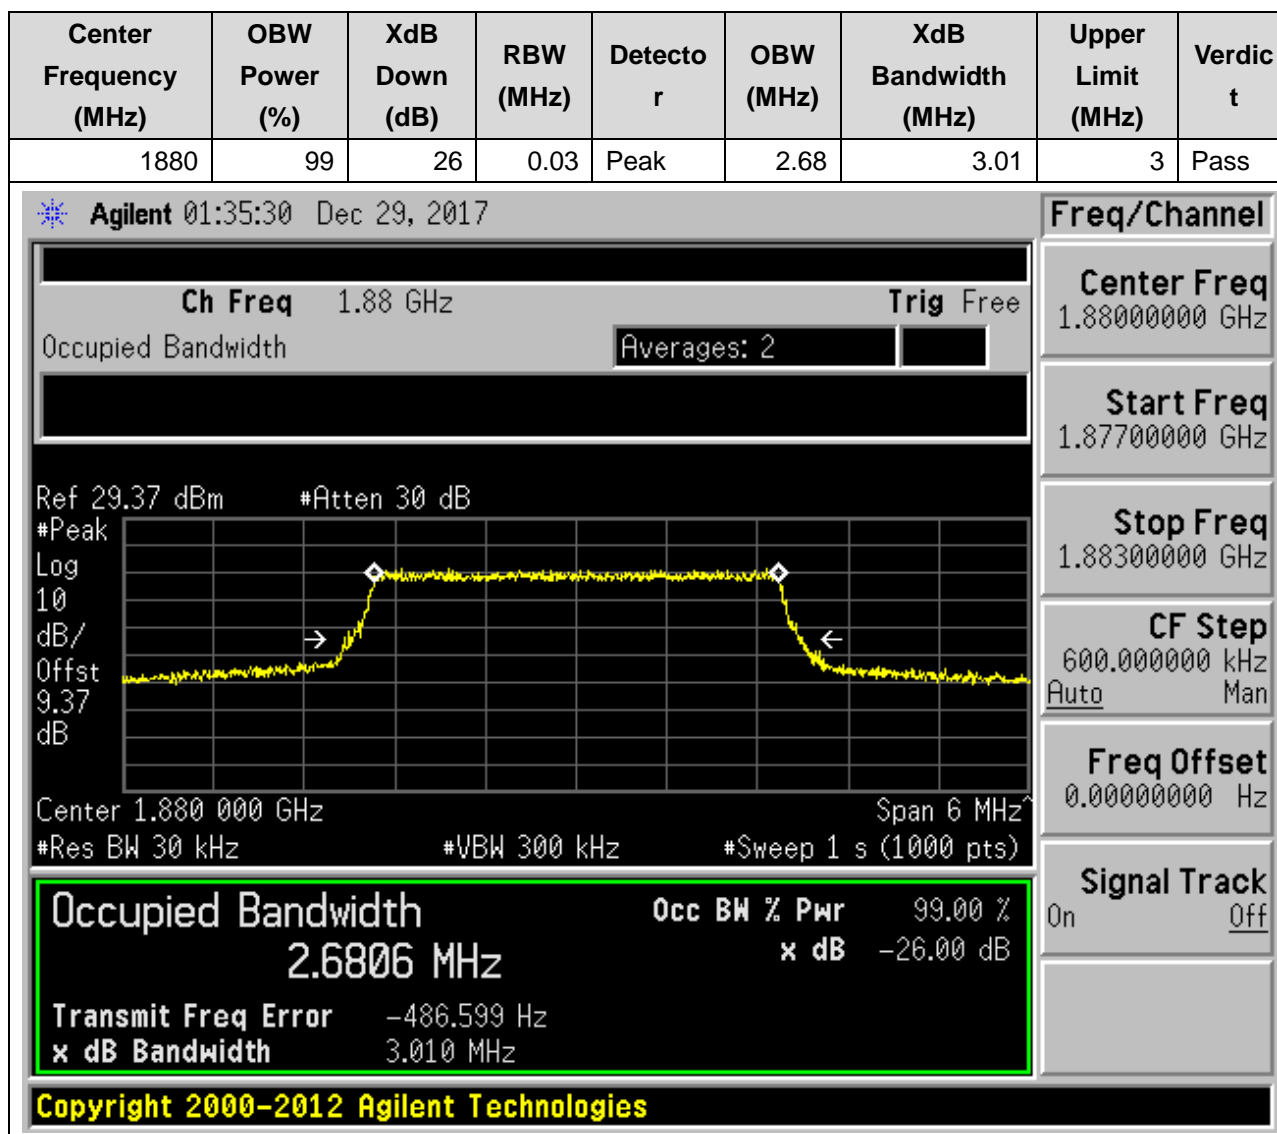 Center Frequency (MHz) OBW Power (%) XdB Down (dB) RBW (MHz) Detecto r OBW (MHz) XdB Bandwidth (MHz) Upper Limit (MHz) Verdic t
1880 99 26 0.03 Peak 2.68 3.01 3 Pass
Agilent 01:35:30 Dec 29, 2017
Freq/Channel
Ch Freq 1.88 GHz Trig Free
Occupied Bandwidth Averages: 2
Center Freq
1.88000000 GHz
Start Freq
1.87700000 GHz
Stop Freq
1.88300000 GHz
CF Step
600.000000 kHz
Auto Man
Freq Offset
0.00000000 Hz
Signal Track
On Off
Ref 29.37 dBm #Atten 30 dB
#Peak
Log
10
dB/
Offst
9.37
dB
Center 1.880 000 GHz Span 6 MHz^
#Res BW 30 kHz #VBW 300 kHz #Sweep 1 s (1000 pts)
Occupied Bandwidth Occ BW % Pwr 99.00 %
2.6806 MHz x dB -26.00 dB
Transmit Freq Error -486.599 Hz
x dB Bandwidth 3.010 MHz
Copyright 2000-2012 Agilent Technologies